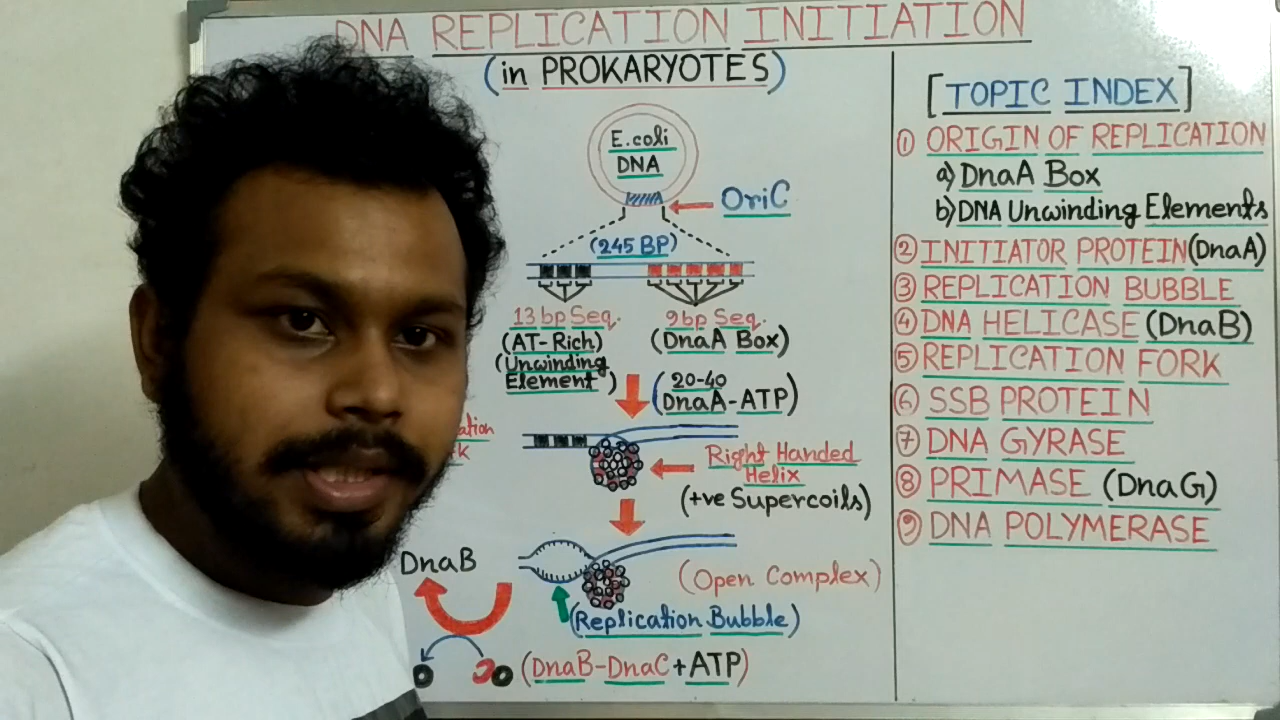 DNA REPLICATION INITIATION
(in PROKARYOTES)
E.coli
DNA
OriC
(245 BP)
13 bp Seq.
(AT-Rich)
(Unwinding
Element)
9 bp Seq.
(DnaA Box)
20-40
(DnaA-ATP)
Right Handed
Helix
(+ve Supercoils)
DnaB
(Open Complex)
(Replication Bubble)
(DnaB-DnaC+ATP)
[TOPIC INDEX]
① ORIGIN OF REPLICATION
a) DnaA Box
b) DNA Unwinding Elements
② INITIATOR PROTEIN (DnaA)
③ REPLICATION BUBBLE
④ DNA HELICASE (DnaB)
⑤ REPLICATION FORK
⑥ SSB PROTEIN
⑦ DNA GYRASE
⑧ PRIMASE (DnaG)
⑨ DNA POLYMERASE